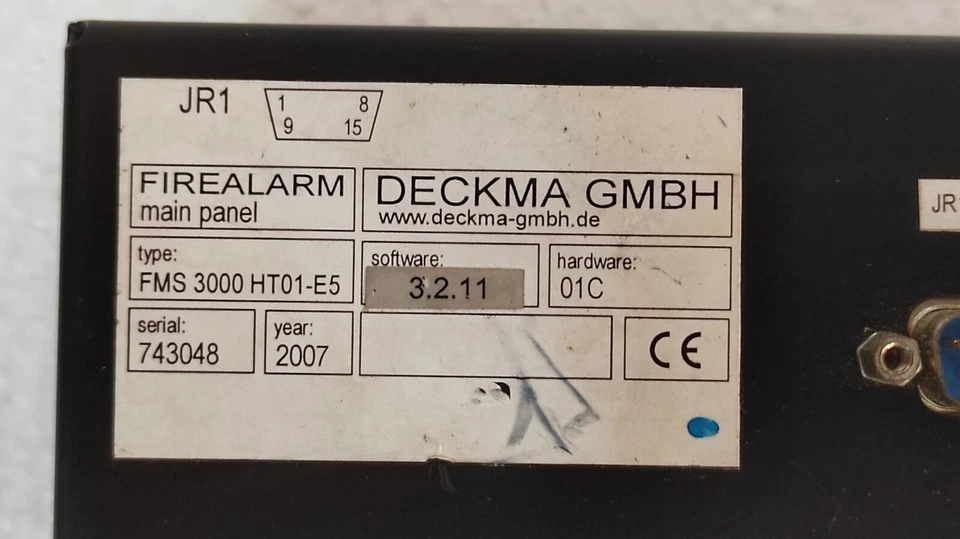 JR1
1 8
9 15
FIREALARM
main panel
DECKMA GMBH
www.deckma-gmbh.de
type:
FMS 3000 HT01-E5
software:
3.2.11
hardware:
01C
serial:
743048
year:
2007
CE